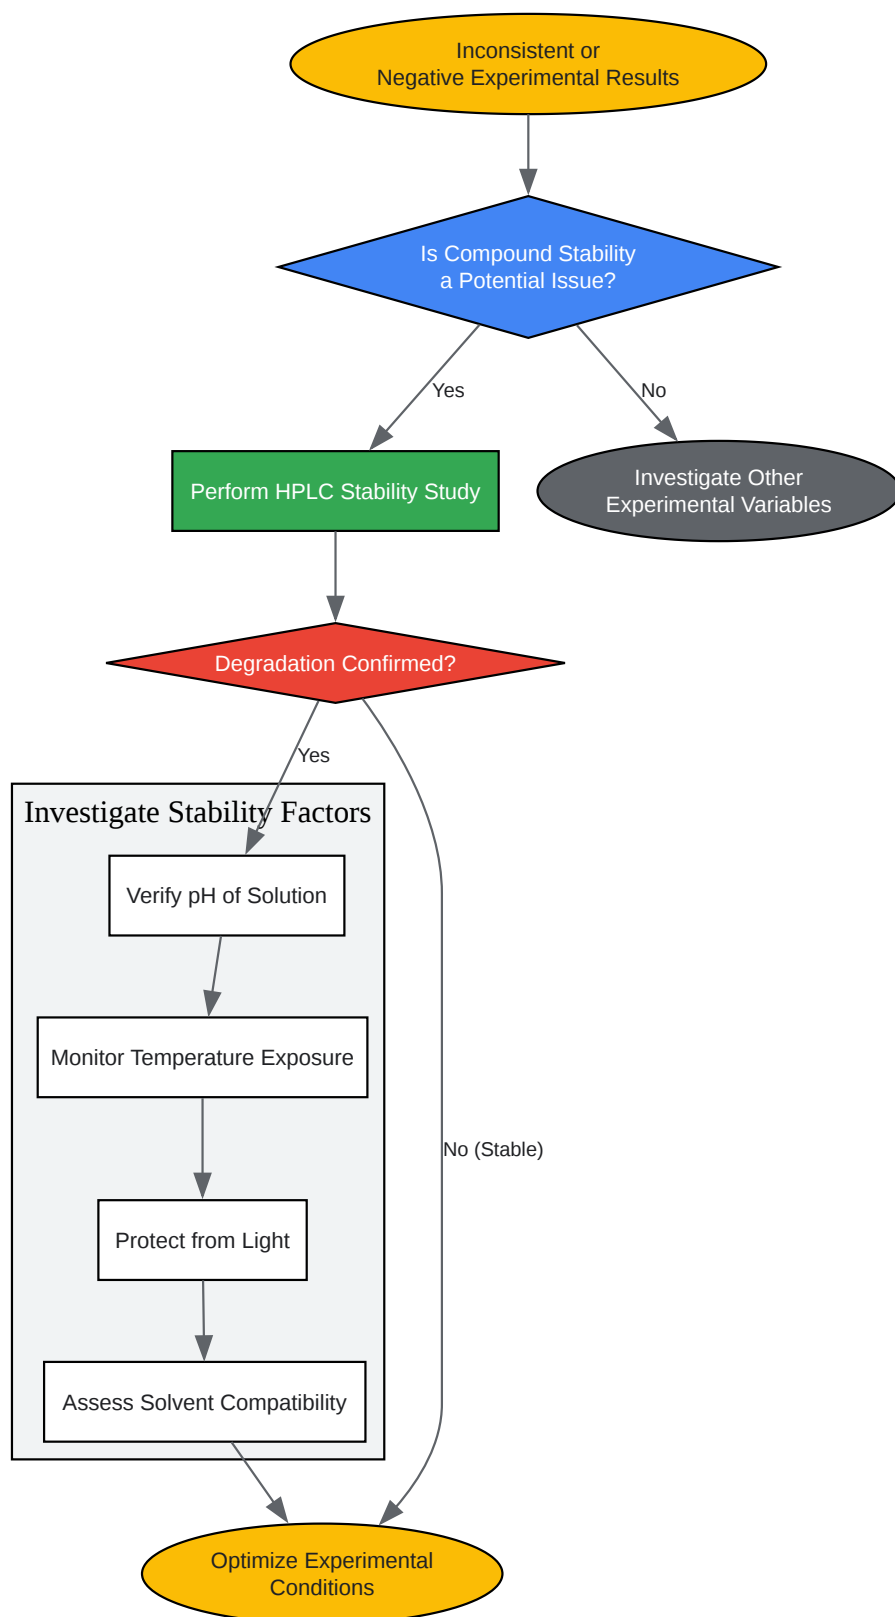 Inconsistent or
Negative Experimental Results
Is Compound Stability
a Potential Issue?
Yes
No
Perform HPLC Stability Study
Investigate Other
Experimental Variables
Degradation Confirmed?
Yes
Investigate Stability Factors
Verify pH of Solution
Monitor Temperature Exposure
No (Stable)
Protect from Light
Assess Solvent Compatibility
Optimize Experimental
Conditions